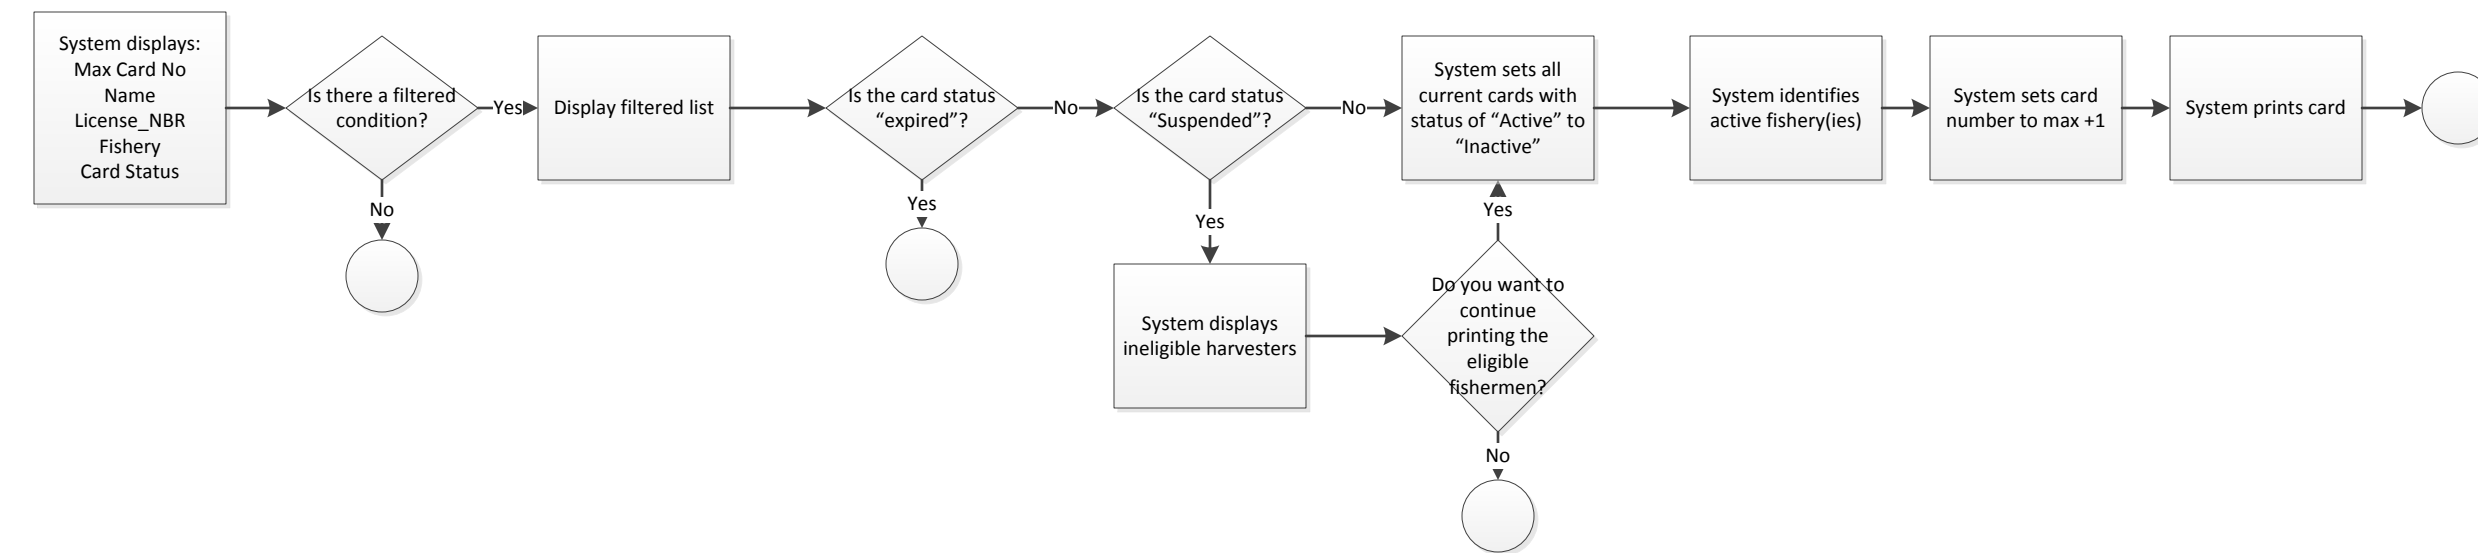 System displays:
Max Card No
Name
License_NBR
Fishery
Card Status
Is there a filtered
condition?
Yes
No
Display filtered list
Is the card status
“expired”?
No
Yes
Is the card status
“Suspended”?
No
Yes
System displays
ineligible harvesters
Do you want to
continue
printing the
eligible
fishermen?
Yes
No
System sets all
current cards with
status of “Active” to
“Inactive”
System identifies
active fishery(ies)
System sets card
number to max +1
System prints card